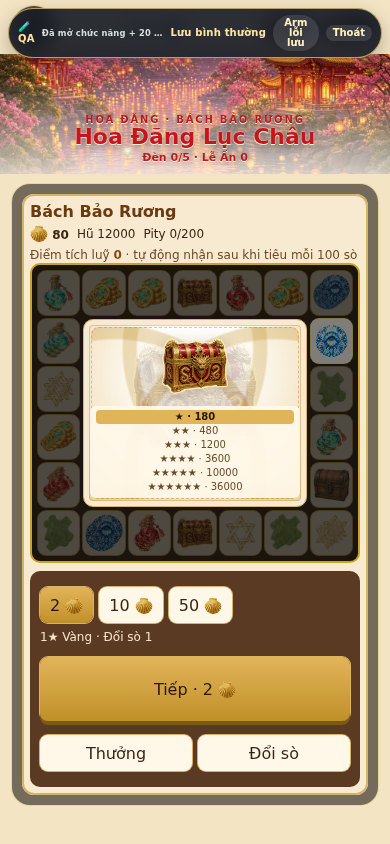 🧪 QA
Đã mở chức năng + 20 ...
Lưu bình thường
Arm lỗi lưu
Thoát
HOA ĐĂNG · BÁCH BẢO RƯƠNG
Hoa Đăng Lục Châu
Đèn 0/5 · Lễ Ấn 0
Bách Bảo Rương
80 Hũ 12000 Pity 0/200
Điểm tích luỹ 0 · tự động nhận sau khi tiêu mỗi 100 sò
★ · 180
★★ · 480
★★★ · 1200
★★★★ · 3600
★★★★★ · 10000
★★★★★★ · 36000
2
10
50
1★ Vàng · Đổi sò 1
Tiếp · 2
Thưởng
Đổi sò